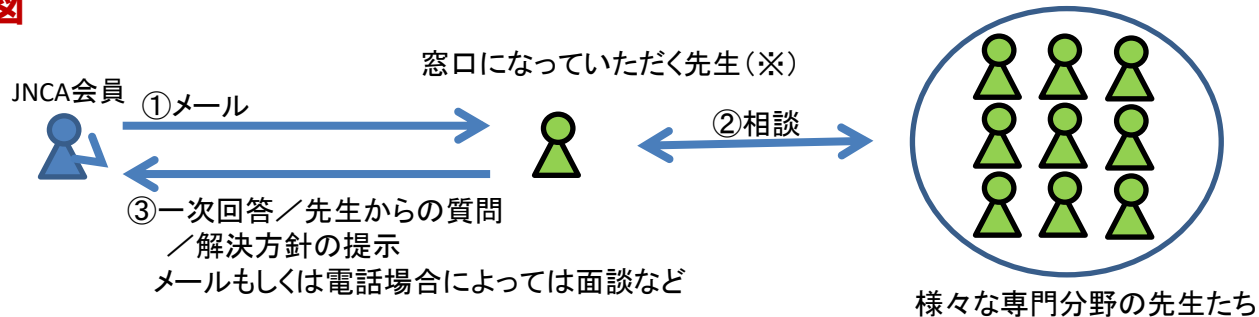 図
窓口になっていただく先生(※)
JNCA会員
①メール
②相談
③一次回答/先生からの質問
/解決方針の提示
メールもしくは電話場合によっては面談など
様々な専門分野の先生たち